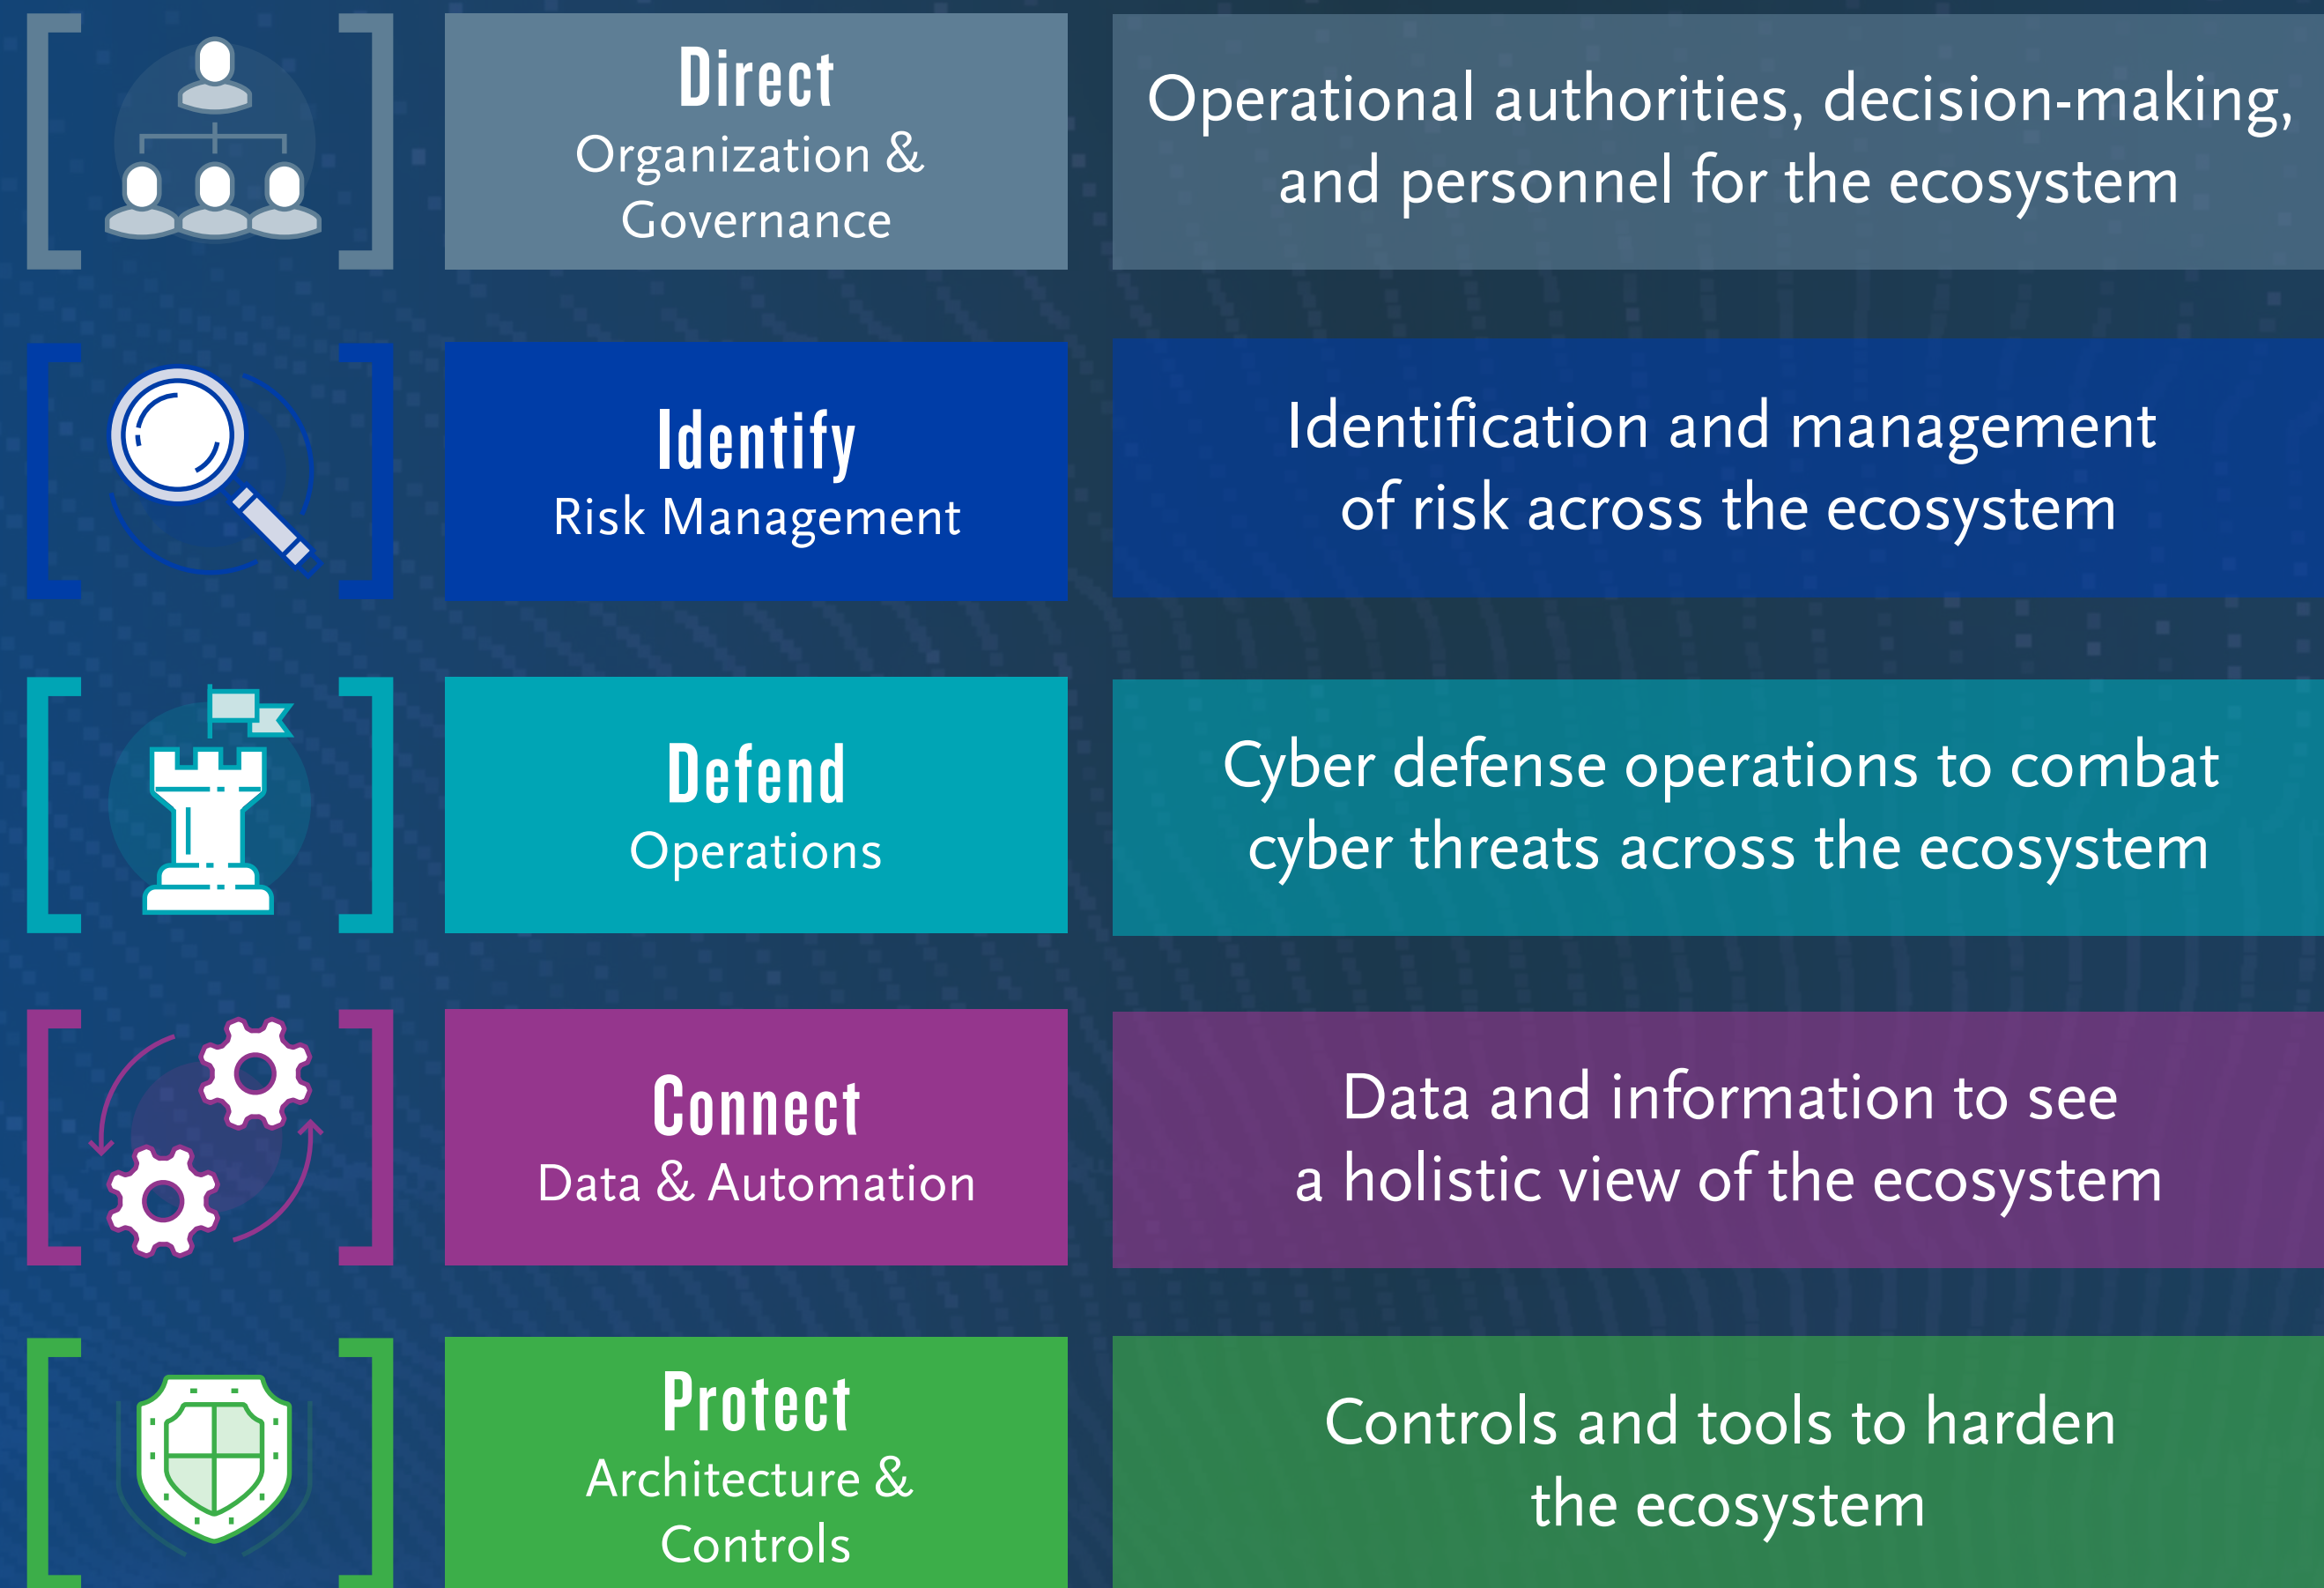 Direct
Organization &
Governance
Operational authorities, decision-making,
and personnel for the ecosystem
Identify
Risk Management
Identification and management
of risk across the ecosystem
Defend
Operations
Cyber defense operations to combat
cyber threats across the ecosystem
Connect
Data & Automation
Data and information to see
a holistic view of the ecosystem
Protect
Architecture &
Controls
Controls and tools to harden
the ecosystem